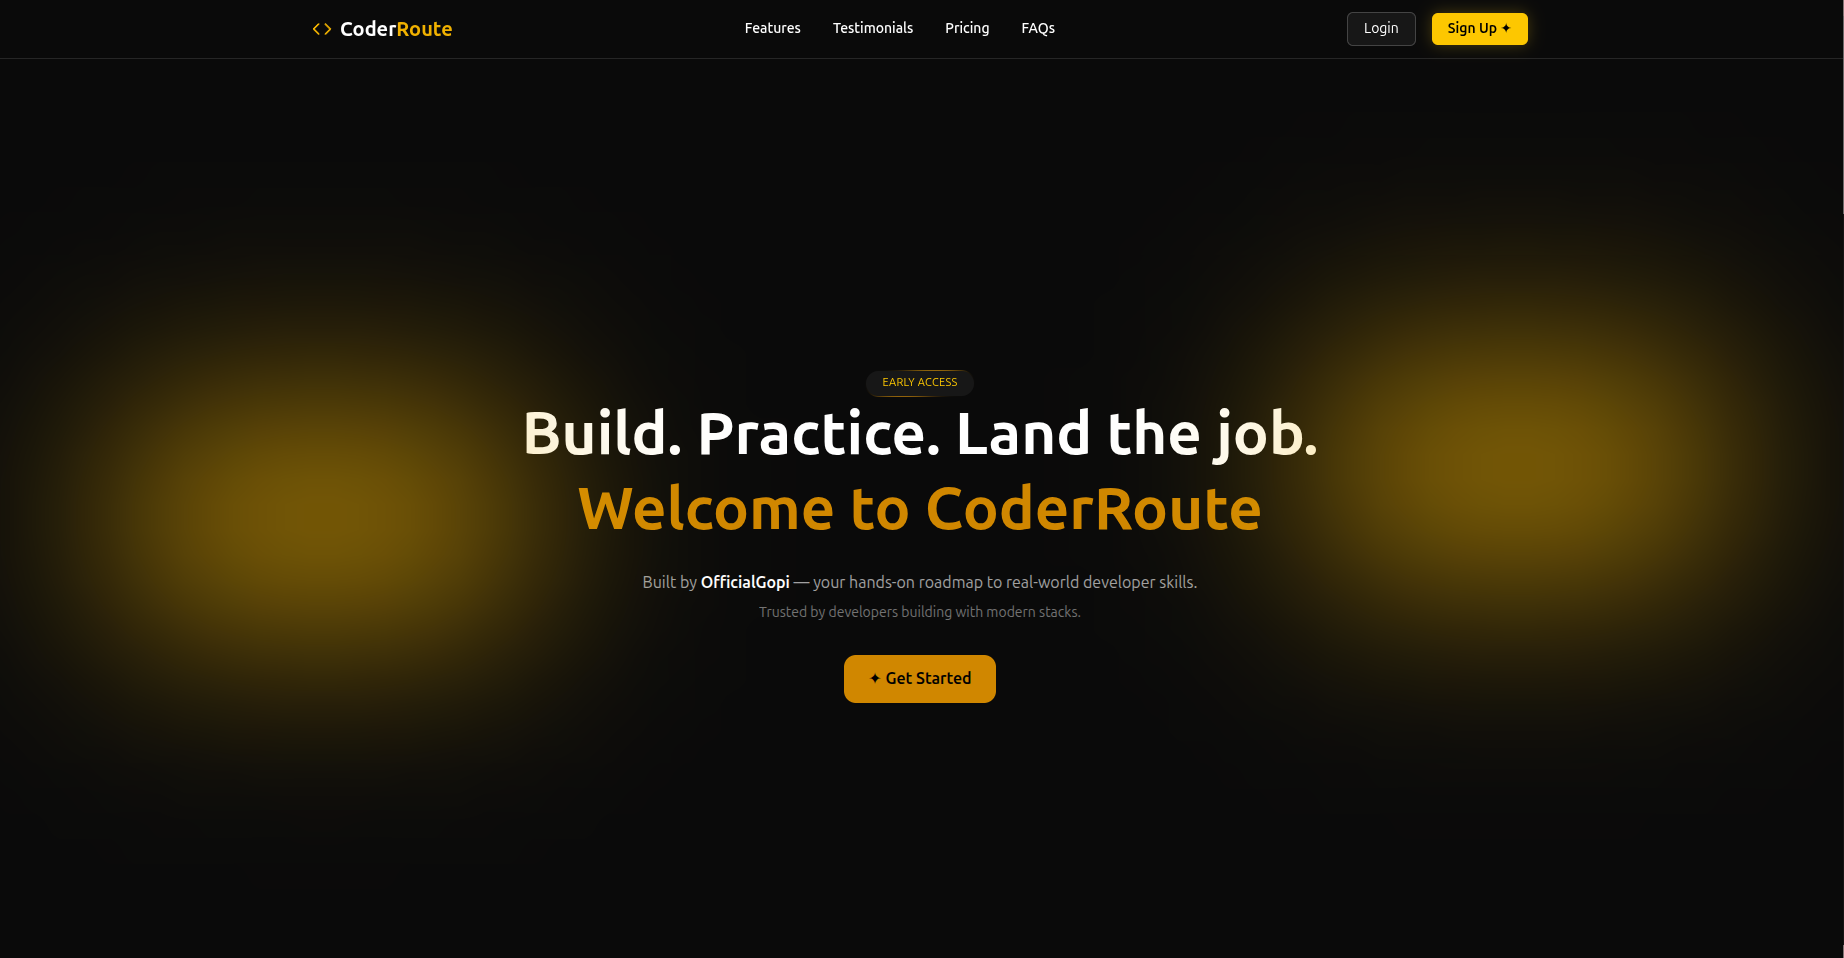 CoderRoute
Features Testimonials Pricing FAQs
Login
Sign Up ✦
EARLY ACCESS
Build. Practice. Land the job.
Welcome to CoderRoute
Built by OfficialGopi — your hands-on roadmap to real-world developer skills.
Trusted by developers building with modern stacks.
✦ Get Started